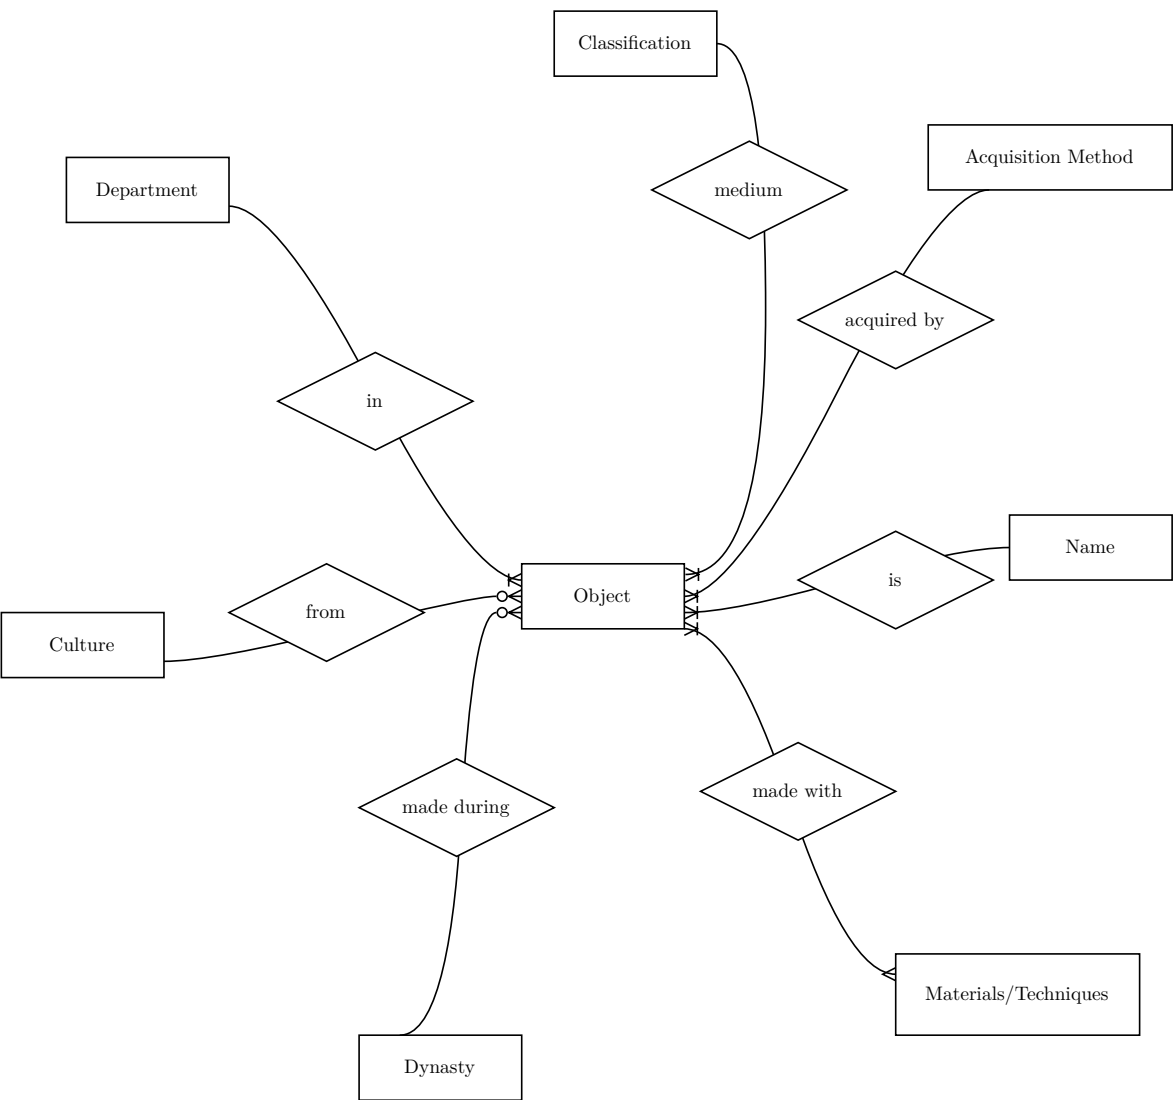 Classification
Acquisition Method
Department
medium
acquired by
in
Name
is
Object
from
Culture
made with
made during
Materials/Techniques
Dynasty